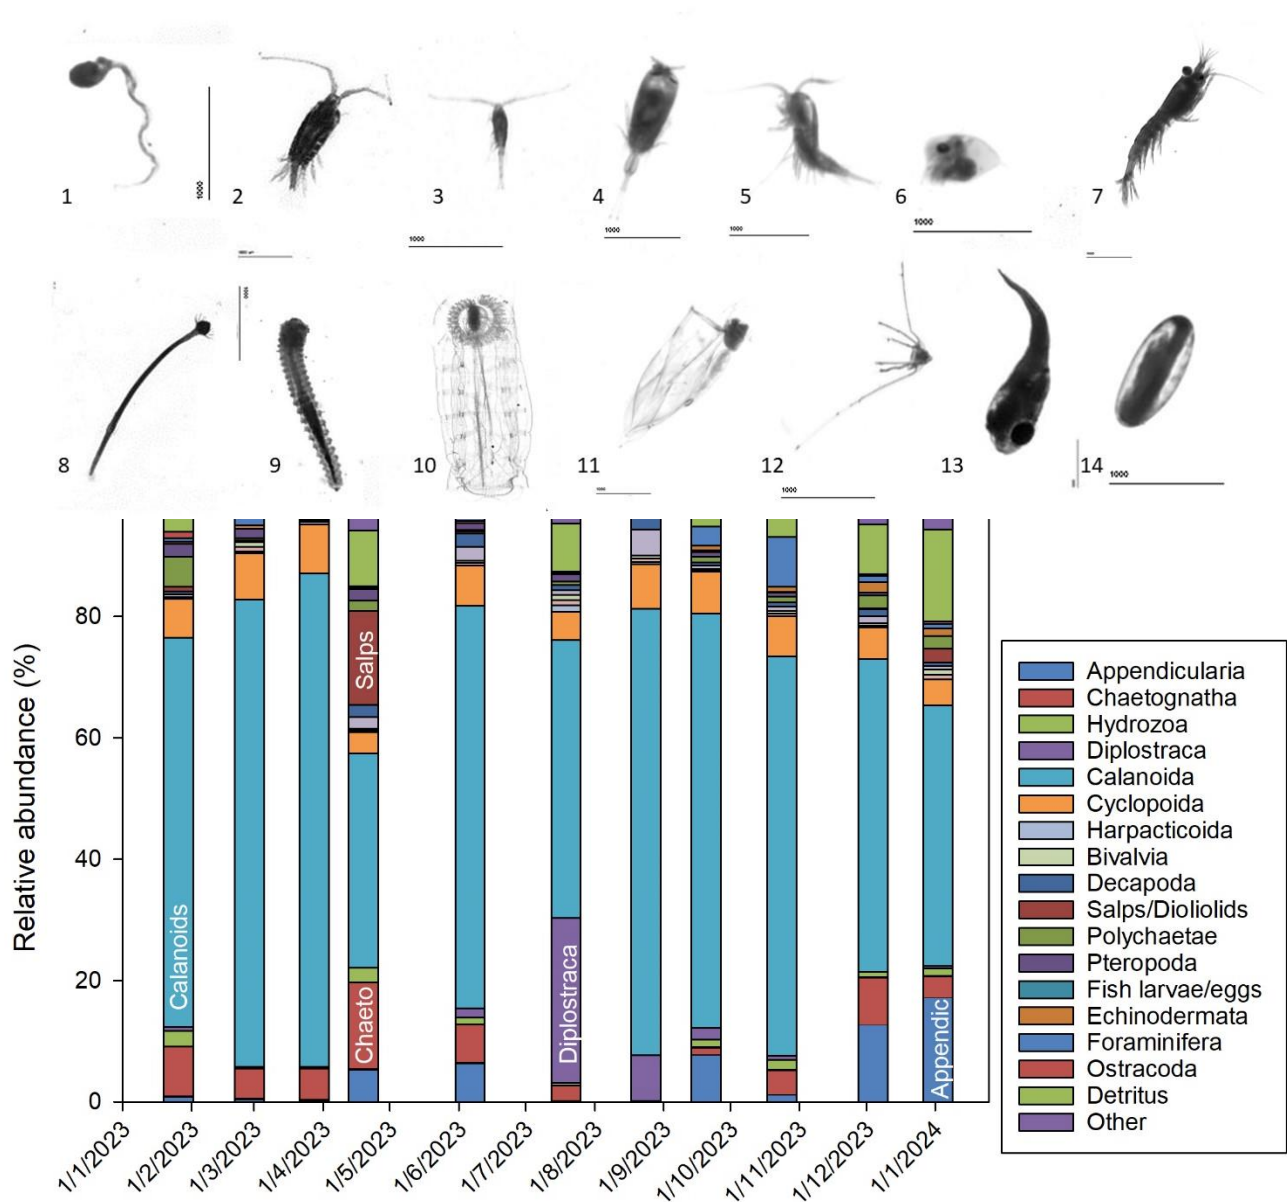 1
1000
2
3
1000
4
1000
5
1000
6
1000
7
8
1000
9
10
11
12
1000
13
14
1000
Relative abundance (%)
80
60
40
20
0
Calanoids
Chaeto
Salps
Diplostraca
Appendic
1/1/2023
1/2/2023
1/3/2023
1/4/2023
1/5/2023
1/6/2023
1/7/2023
1/8/2023
1/9/2023
1/10/2023
1/11/2023
1/12/2023
1/1/2024
Appendicularia
Chaetognatha
Hydrozoa
Diplostraca
Calanoida
Cyclopoida
Harpacticoida
Bivalvia
Decapoda
Salps/Dioliolids
Polychaetae
Pteropoda
Fish larvae/eggs
Echinodermata
Foraminifera
Ostracoda
Detritus
Other